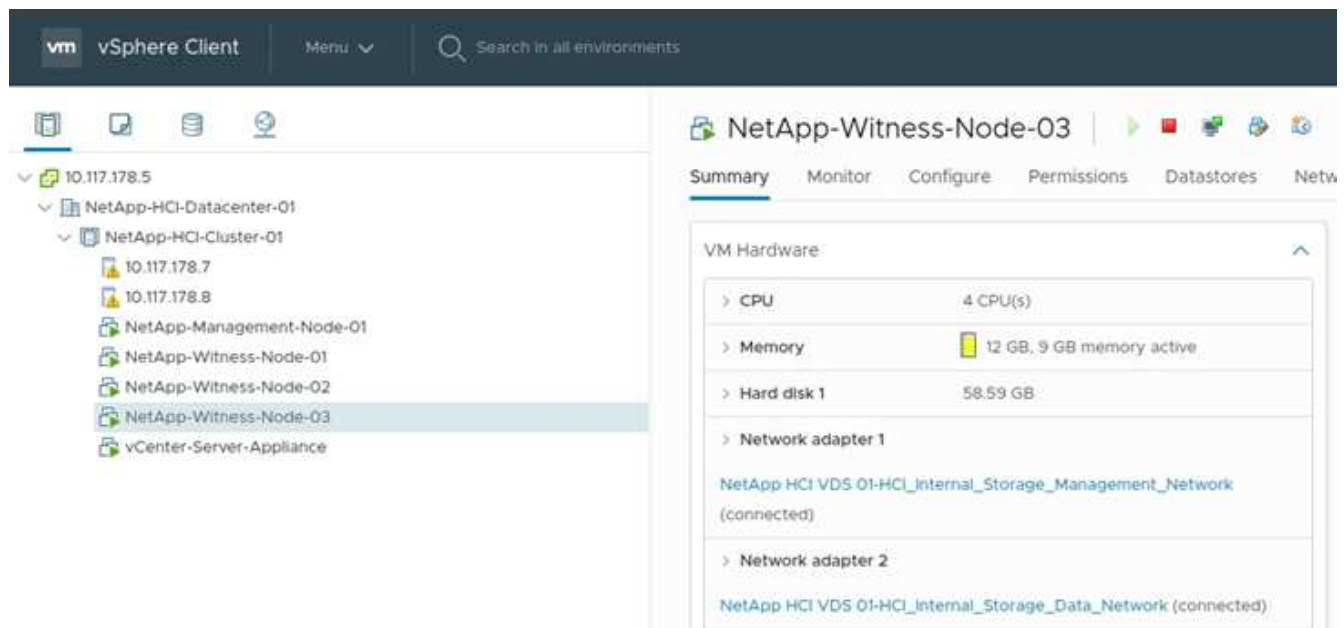 vm vSphere Client Menu Search in all environments
10.117.178.5
NetApp-HCI-Datacenter-01
NetApp-HCI-Cluster-01
10.117.178.7
10.117.178.8
NetApp-Management-Node-01
NetApp-Witness-Node-01
NetApp-Witness-Node-02
NetApp-Witness-Node-03
vCenter-Server-Appliance
NetApp-Witness-Node-03
Summary Monitor Configure Permissions Datastores Netw
VM Hardware
CPU 4 CPU(s)
Memory 12 GB, 9 GB memory active
Hard disk 1 58.59 GB
Network adapter 1
NetApp HCI VDS 01-HCI_Internal_Storage_Management_Network
(connected)
Network adapter 2
NetApp HCI VDS 01-HCI_Internal_Storage_Data_Network (connected)